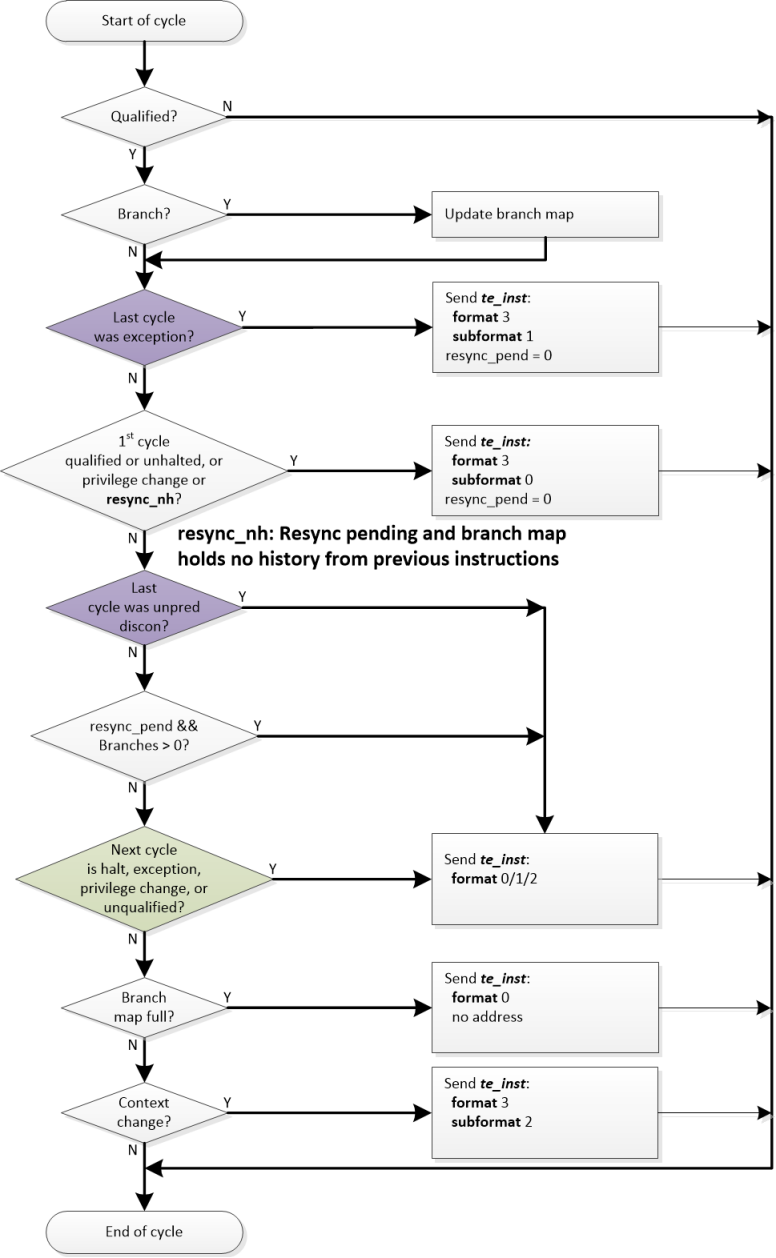 Start of cycle
Qualified?
N
Y
Branch?
Y
Update branch map
N
Last cycle
was exception?
Y
Send te_inst:
format 3
subformat 1
resync_pend = 0
N
1st cycle
qualified or unhalted, or
privilege change or
resync_nh?
Y
Send te_inst:
format 3
subformat 0
resync_pend = 0
N
resync_nh: Resync pending and branch map
holds no history from previous instructions
Last
cycle was unpred
discon?
Y
N
resync_pend &&
Branches > 0?
Y
N
Next cycle
is halt, exception,
privilege change, or
unqualified?
Y
Send te_inst:
format 0/1/2
N
Branch
map full?
Y
Send te_inst:
format 0
no address
N
Context
change?
Y
Send te_inst:
format 3
subformat 2
N
End of cycle